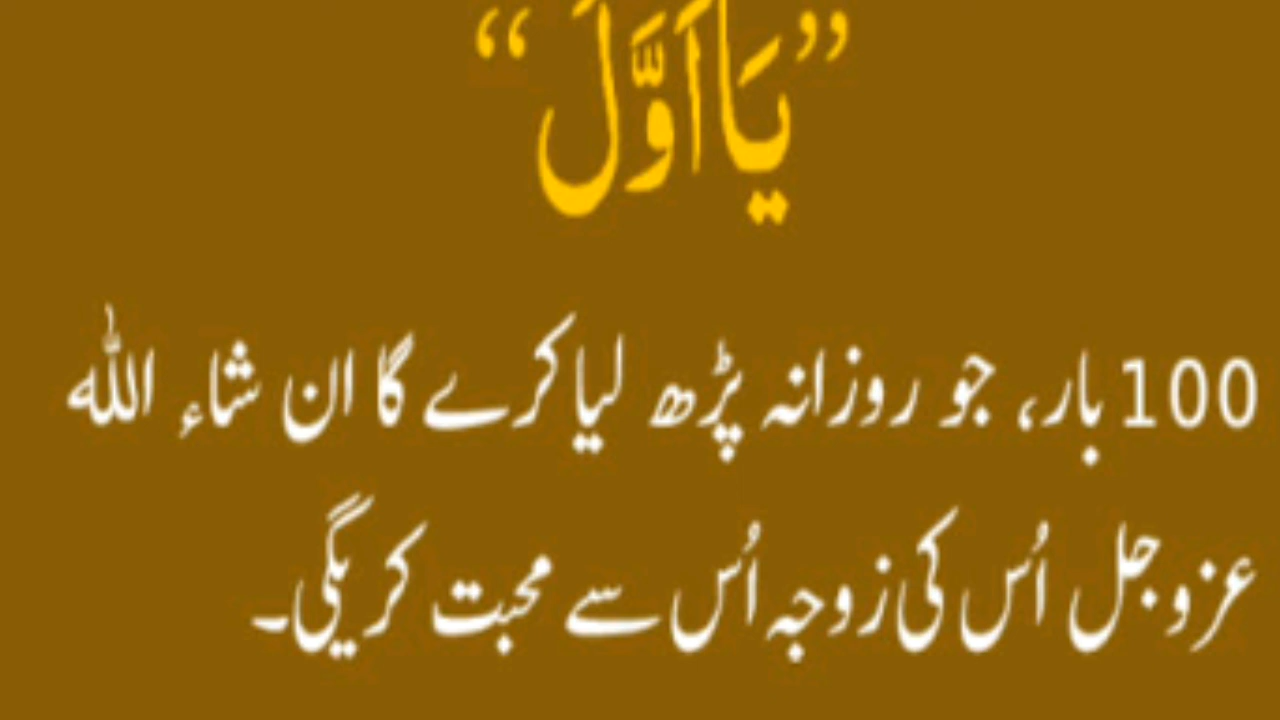 ”یَااَوَّلُ“
100 بار، جو روزانہ پڑھ لیا کرے گا ان شاء اللہ
عزوجل اُس کی زوجہ اُس سے محبت کریگی۔